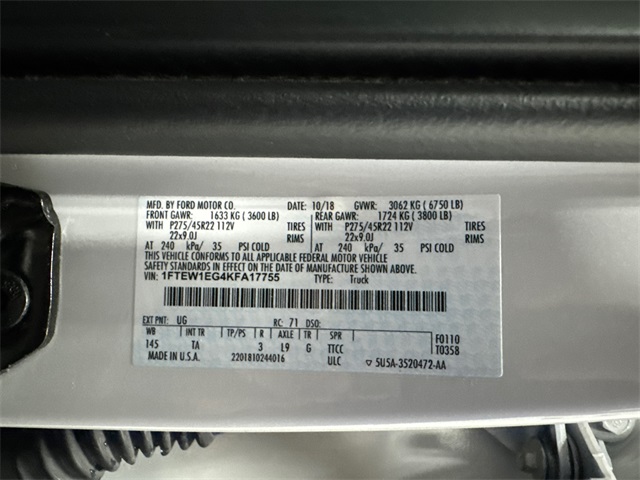 MFD. BY FORD MOTOR CO. DATE: 10/18 GVWR: 3062 KG ( 6750 LB)
FRONT GAWR: 1633 KG ( 3600 LB) REAR GAWR: 1724 KG ( 3800 LB)
WITH P275/45R22 112V TIRES WITH P275/45R22 112V TIRES
22x9.0J RIMS 22x9.0J RIMS
AT 240 kPa/ 35 PSI COLD AT 240 kPa/ 35 PSI COLD
THIS VEHICLE CONFORMS TO ALL APPLICABLE FEDERAL MOTOR VEHICLE
SAFETY STANDARDS IN EFFECT ON THE DATE OF MANUFACTURE SHOWN ABOVE.
VIN: 1FTEW1EG4KFA17755 TYPE: Truck
EXT PNT: UG RC: 71 DSO: F0110
WB INT TR TP/PS R AXLE TR SPR T0358
145 TA 3 L9 G TTCC
MADE IN U.S.A. 2201810244016 ULC 5U5A-3520472-AA